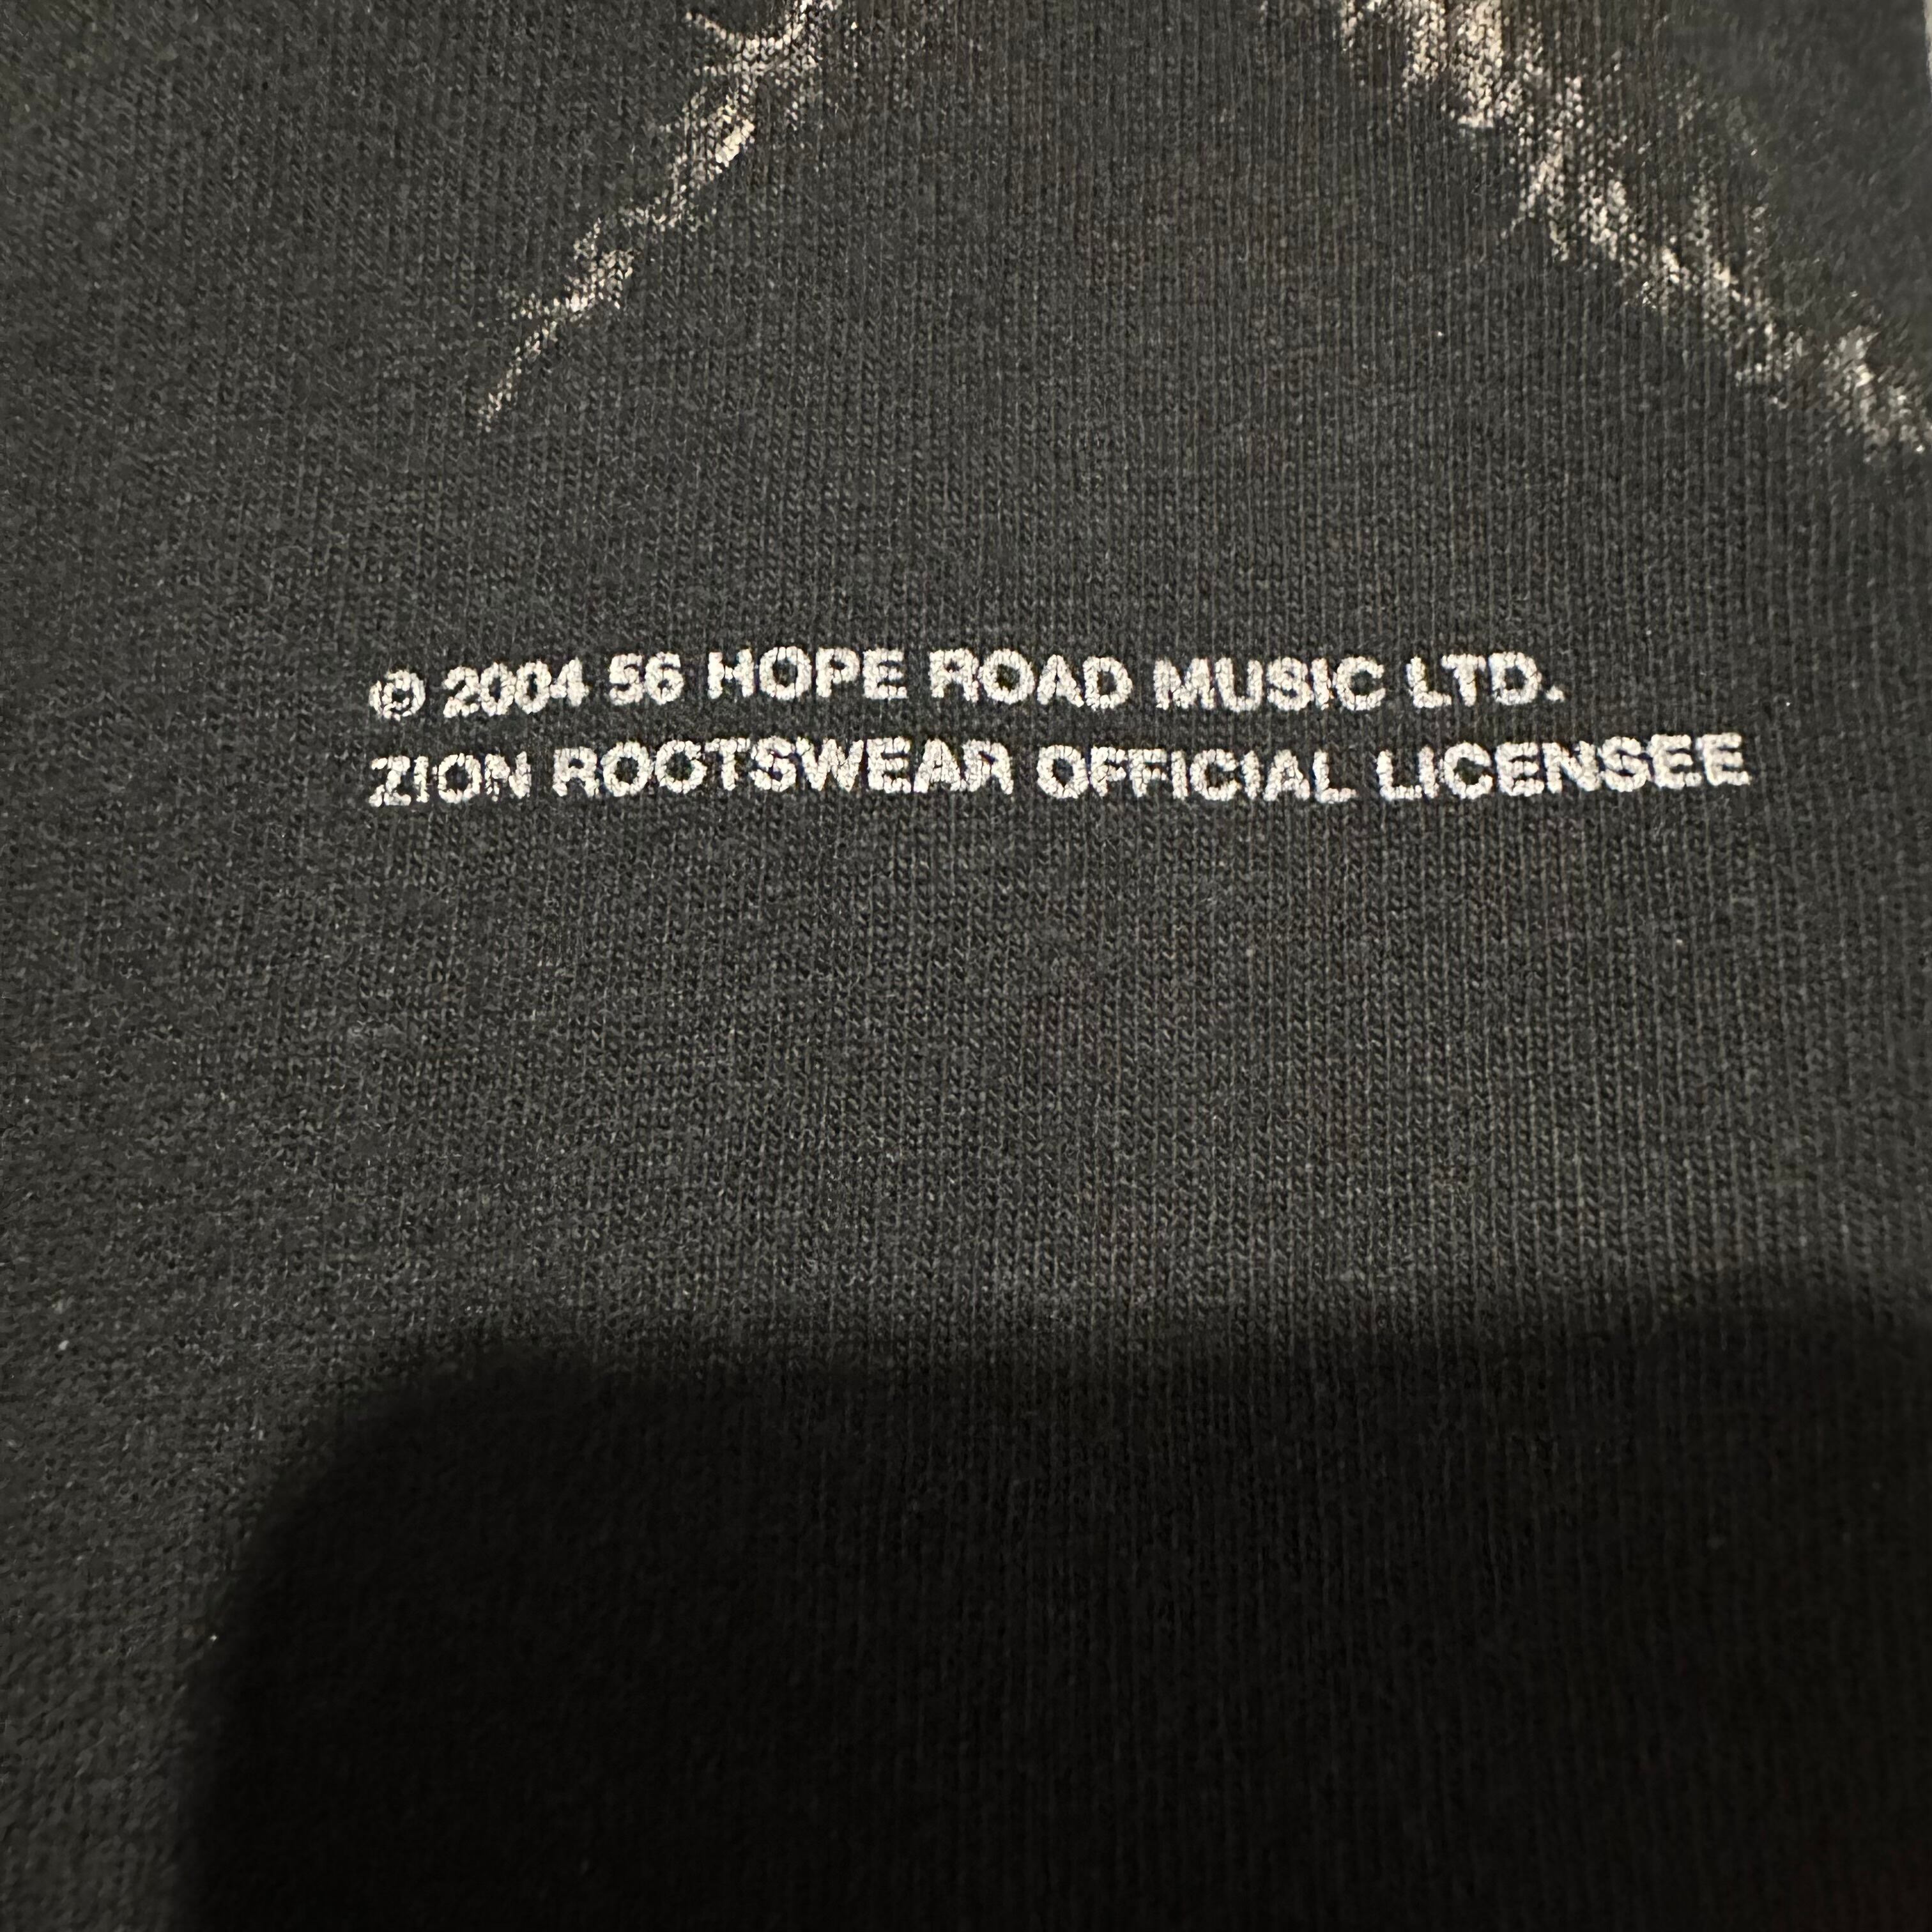 © 2004 56 HOPE ROAD MUSIC LTD.
ZION ROOTSWEAR OFFICIAL LICENSEE